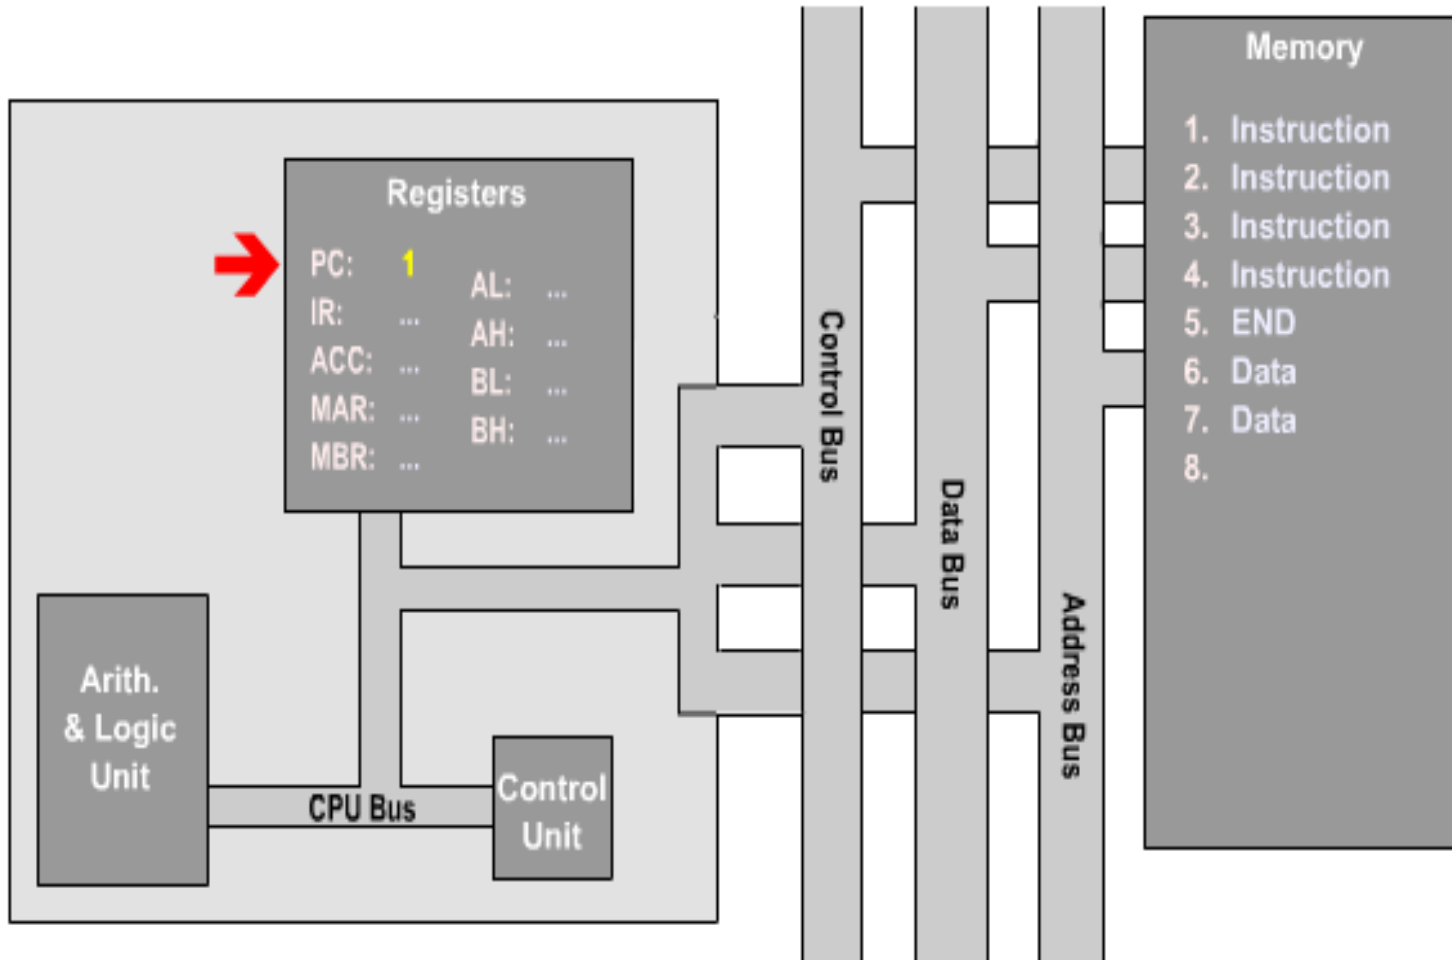 Registers
PC: 1
IR: ...
ACC: ...
MAR: ...
MBR: ...
AL: ...
AH: ...
BL: ...
BH: ...
Arith.
& Logic
Unit
CPU Bus
Control
Unit
Control Bus
Data Bus
Address Bus
Memory
1. Instruction
2. Instruction
3. Instruction
4. Instruction
5. END
6. Data
7. Data
8.